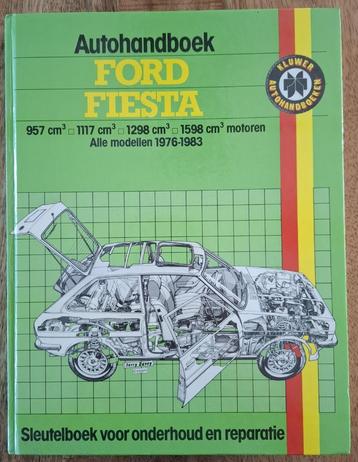 Autohandboek
FORD
FIESTA
957 cm³ □ 1117 cm³ □ 1298 cm³ □ 1598 cm³ motoren
Alle modellen 1976-1983
KLUWER
AUTOHANDBOEKEN
Sleutelboek voor onderhoud en reparatie